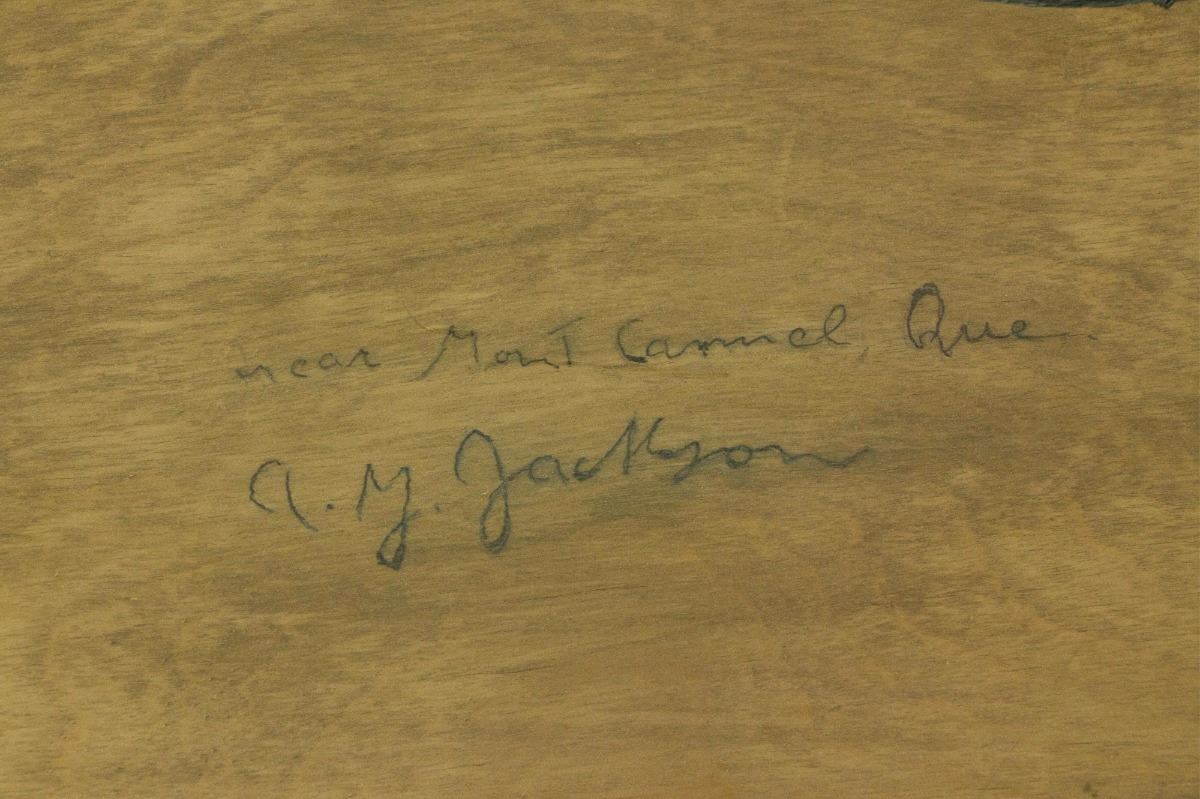 near Mont Carmel, Que.
A. Y. Jackson